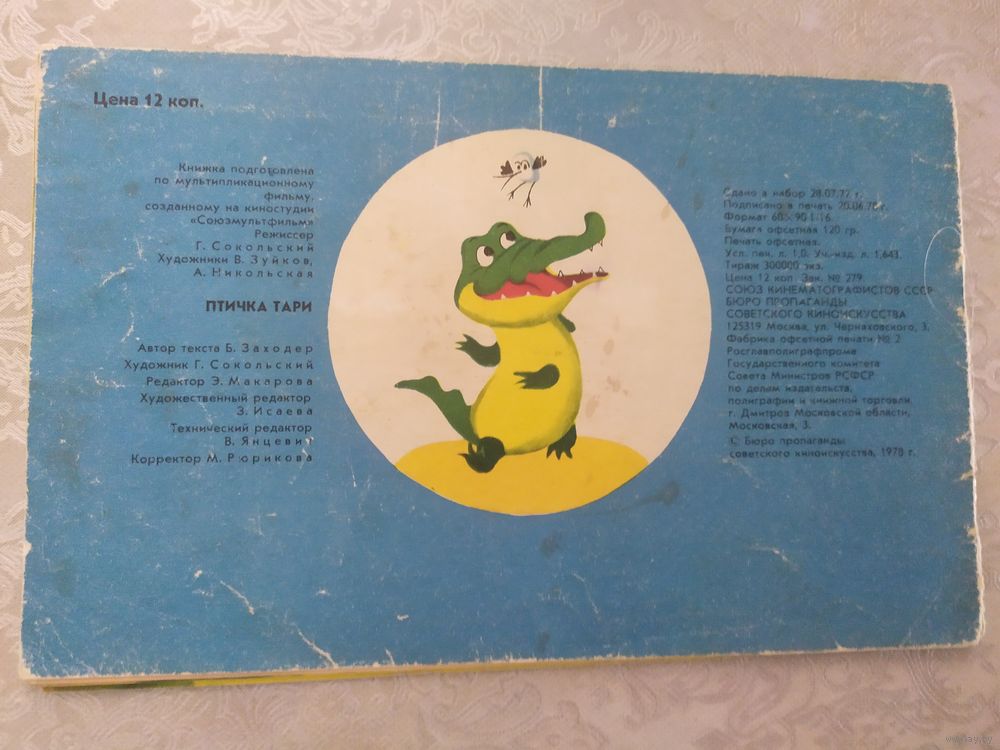 Цена 12 коп.
Книжка подготовлена
по мультипликационному
фильму,
созданному на киностудии
«Союзмультфильм»
Режиссер
Г. Сокольский
Художники В. Зуйков,
А. Никольская
ПТИЧКА ТАРИ
Автор текста Б. Заходер
Художник Г. Сокольский
Редактор Э. Макарова
Художественный редактор
З. Исаева
Технический редактор
В. Янцевич
Корректор М. Рюрикова
Сдано в набор 28.07.77 г.
Подписано в печать 20.06.78 г.
Формат 60×90 1/16
Бумага офсетная 120 гр.
Печать офсетная.
Усл. печ. л. 1,0. Уч.-изд. л. 1,643.
Тираж 300000 экз.
Цена 12 коп. Зак. № 279.
СОЮЗ КИНЕМАТОГРАФИСТОВ СССР
БЮРО ПРОПАГАНДЫ
СОВЕТСКОГО КИНОИСКУССТВА
125319 Москва, ул. Черняховского, 3.
Фабрика офсетной печати № 2
Росглавполиграфпрома
Государственного комитета
Совета Министров РСФСР
по делам издательств,
полиграфии и книжной торговли.
г. Дмитров Московской области,
Московская, 3.
© Бюро пропаганды
советского киноискусства, 1978 г.